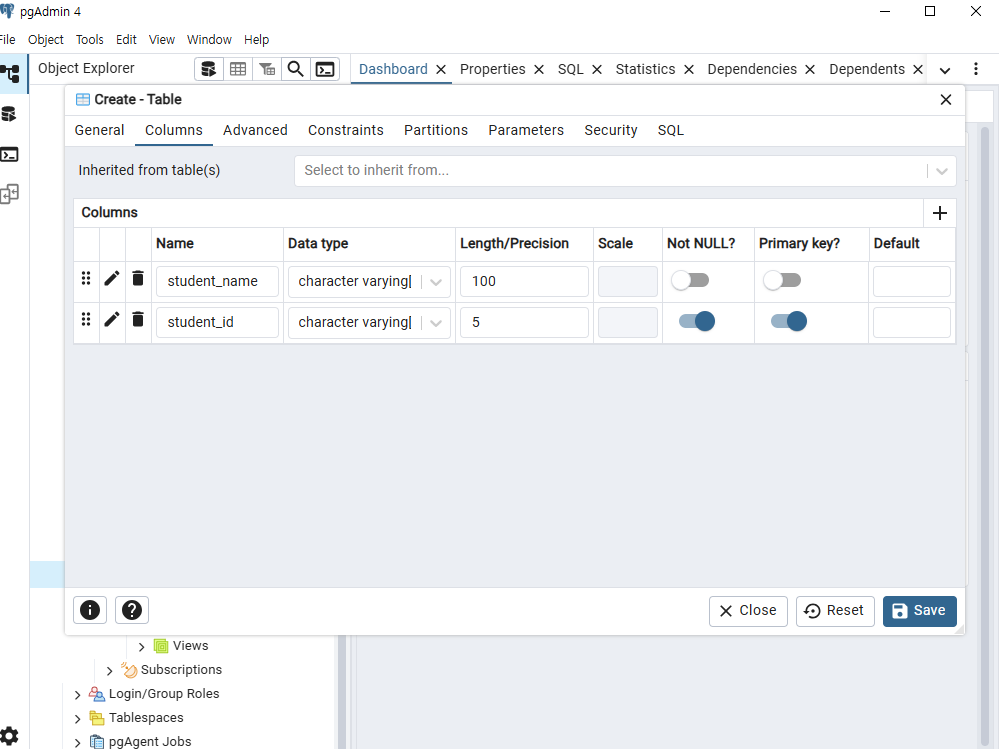 pgAdmin 4
File Object Tools Edit View Window Help
Object Explorer Dashboard Properties SQL Statistics Dependencies Dependents
Create - Table
General Columns Advanced Constraints Partitions Parameters Security SQL
Inherited from table(s) Select to inherit from...
Columns
Name Data type Length/Precision Scale Not NULL? Primary key? Default
student_name character varying 100
student_id character varying 5
Close Reset Save
Views
Subscriptions
Login/Group Roles
Tablespaces
pgAgent Jobs